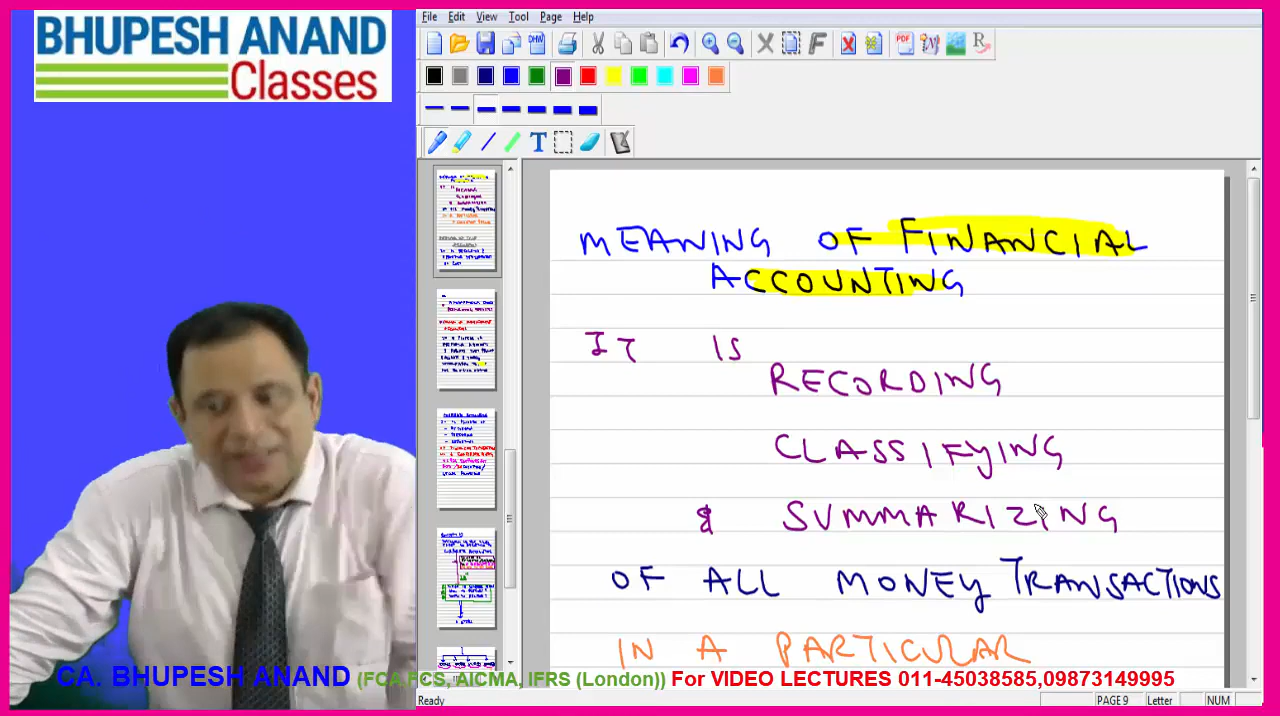 BHUPESH ANAND
Classes
File Edit View Tool Page Help
MEANING OF FINANCIAL
ACCOUNTING
IT IS
RECORDING
CLASSIFYING
& SUMMARIZING
OF ALL MONEY TRANSACTIONS
IN A PARTICULAR
CA. BHUPESH ANAND (FCA,FCS, AICMA, IFRS (London)) For VIDEO LECTURES 011-45038585,09873149995
Ready PAGE 9 Letter NUM